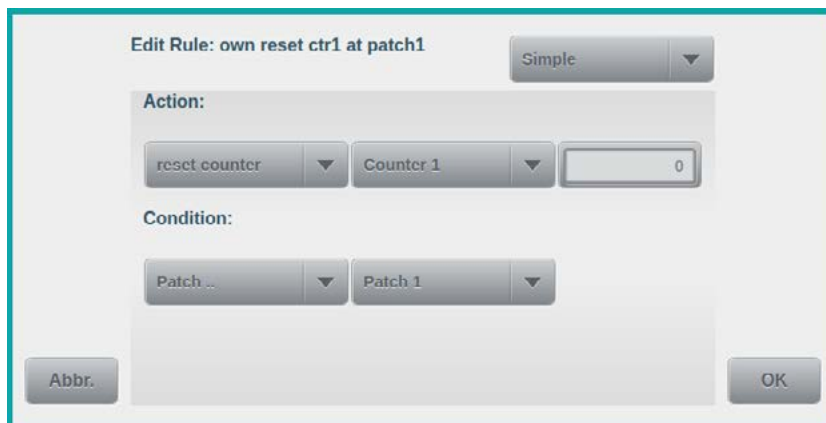 Edit Rule: own reset ctr1 at patch1
Simple
Action:
reset counter Counter 1 0
Condition:
Patch .. Patch 1
Abbr. OK